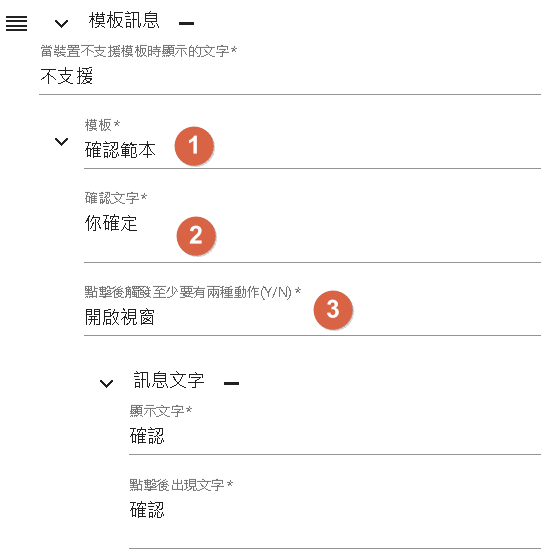 模板訊息
當裝置不支援模板時顯示的文字*
不支援
模板*
確認範本
1
確認文字*
你確定
2
點擊後觸發至少要有兩種動作(Y/N) *
開啟視窗
3
訊息文字
顯示文字*
確認
點擊後出現文字*
確認